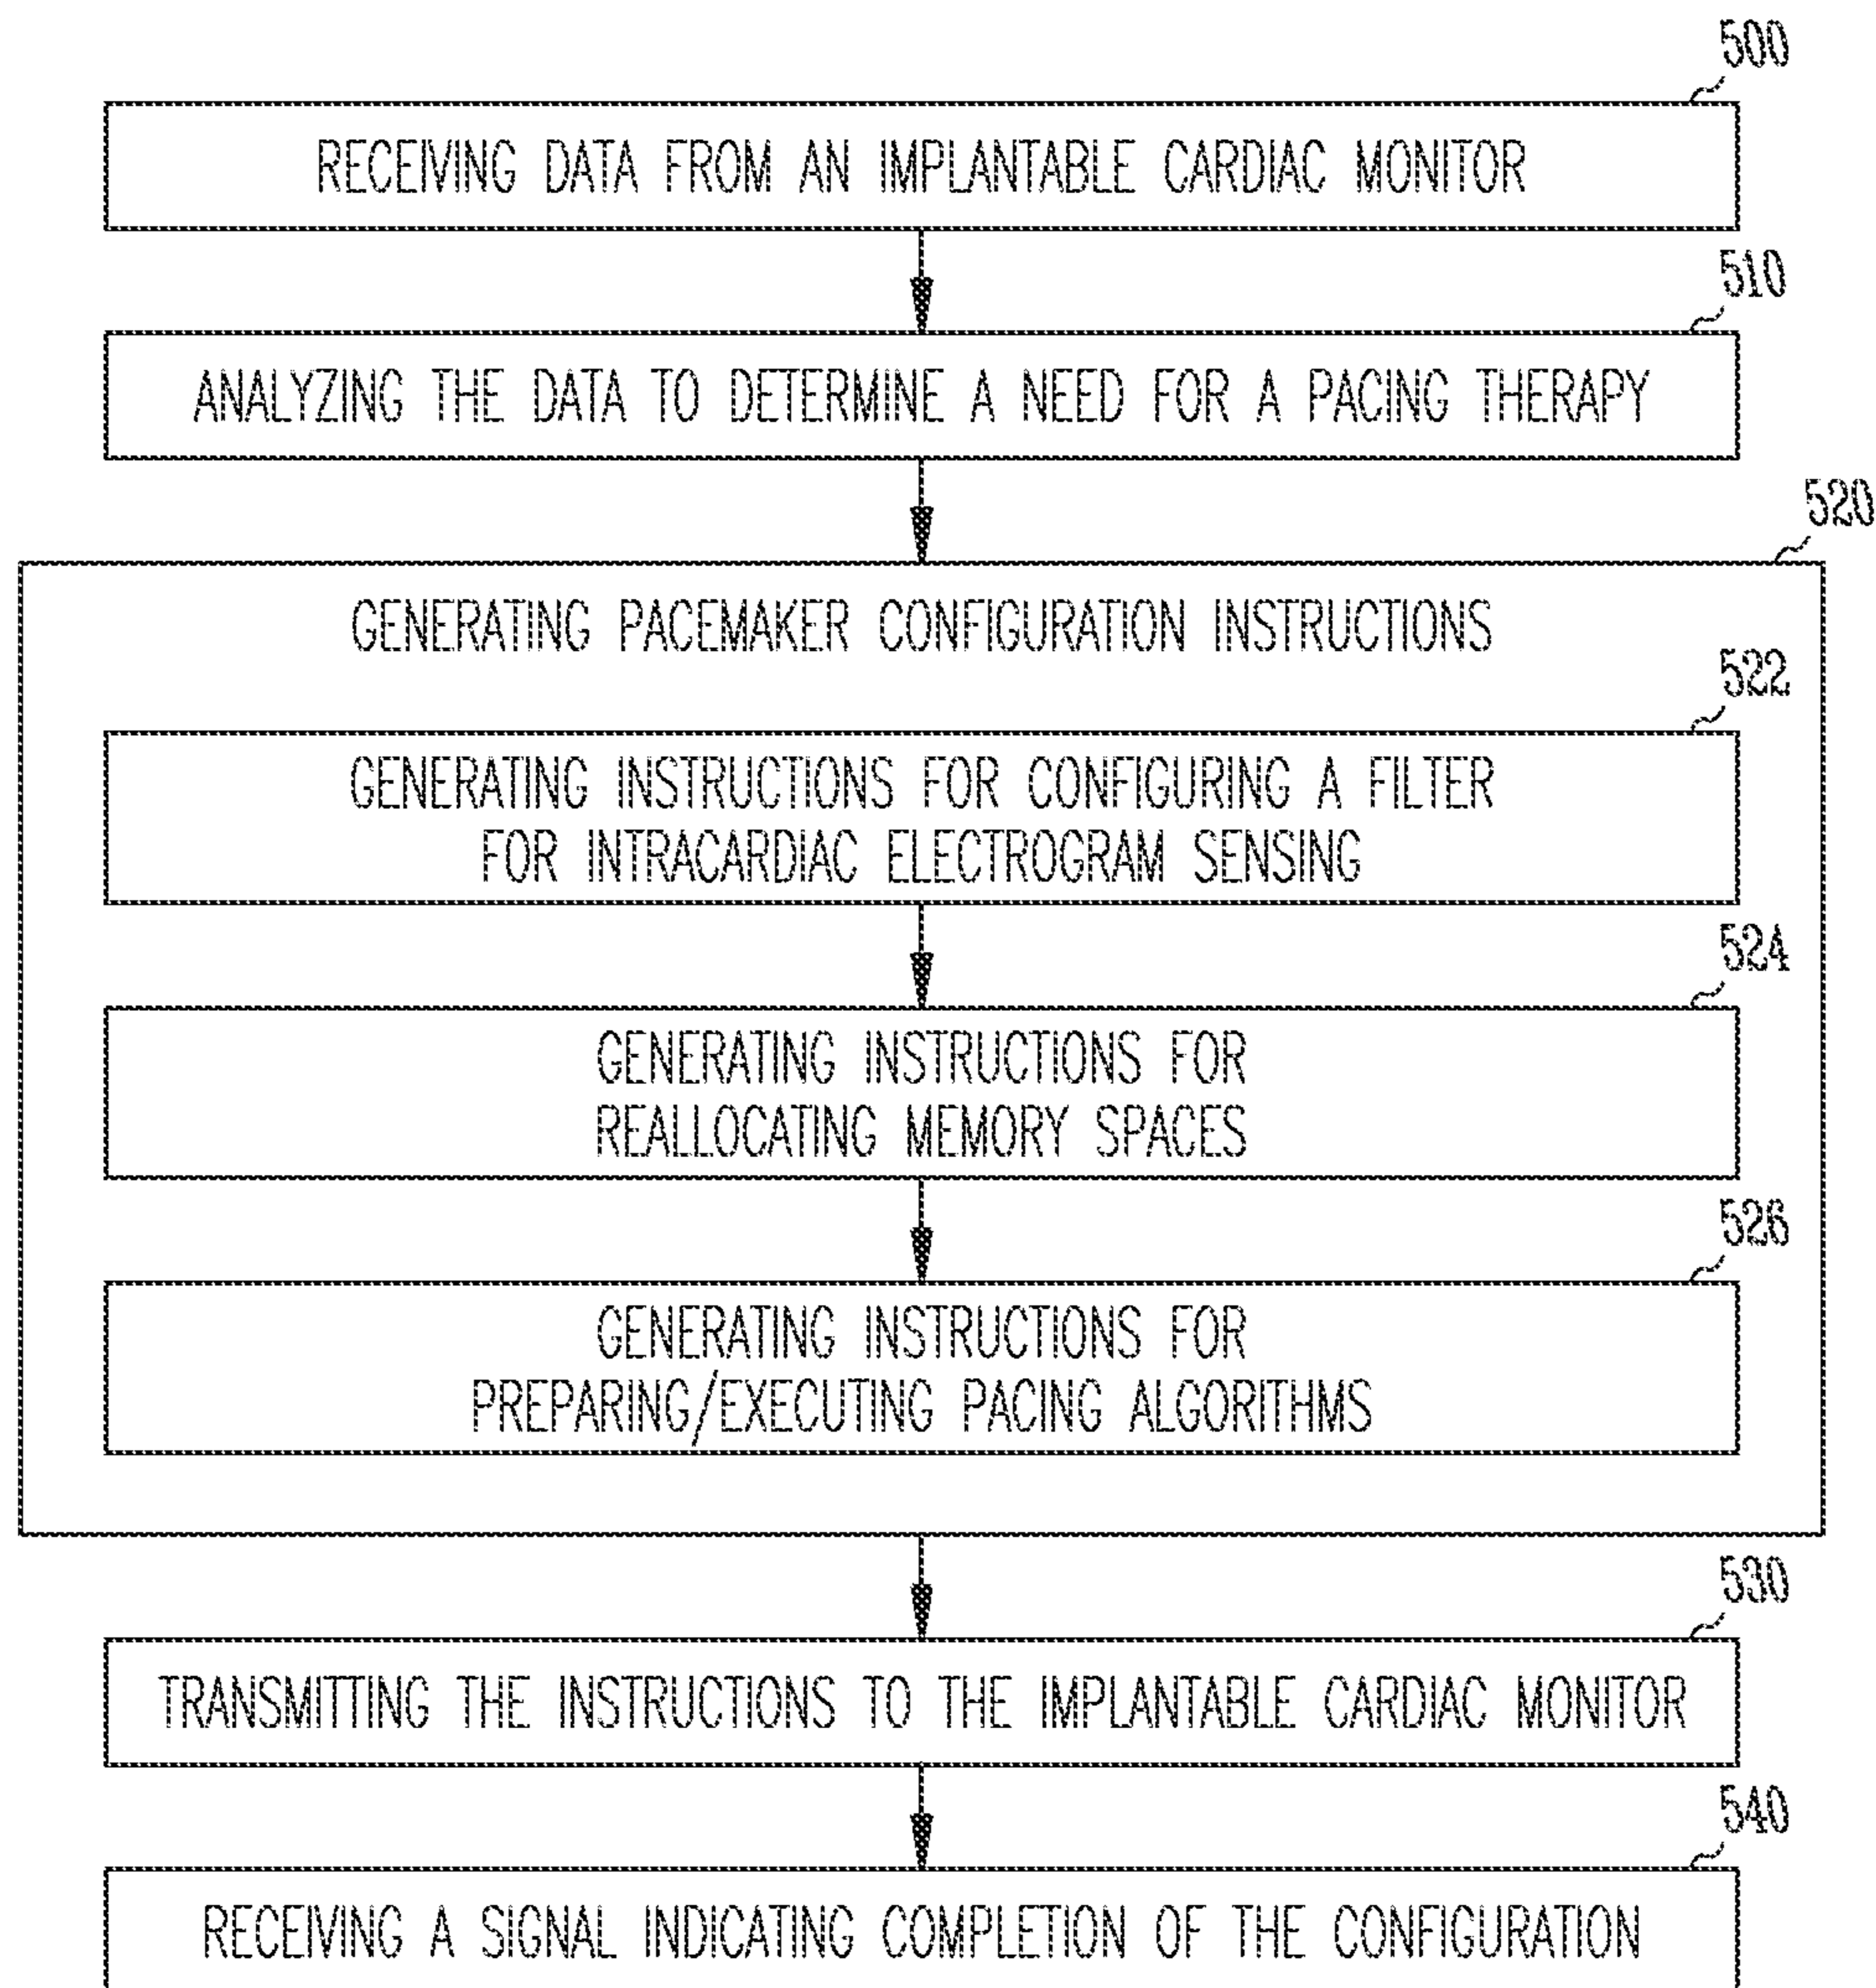 500
RECEIVING DATA FROM AN IMPLANTABLE CARDIAC MONITOR
510
ANALYZING THE DATA TO DETERMINE A NEED FOR A PACING THERAPY
520
GENERATING PACEMAKER CONFIGURATION INSTRUCTIONS
522
GENERATING INSTRUCTIONS FOR CONFIGURING A FILTER
FOR INTRACARDIAC ELECTROGRAM SENSING
524
GENERATING INSTRUCTIONS FOR
REALLOCATING MEMORY SPACES
526
GENERATING INSTRUCTIONS FOR
PREPARING/EXECUTING PACING ALGORITHMS
530
TRANSMITTING THE INSTRUCTIONS TO THE IMPLANTABLE CARDIAC MONITOR
540
RECEIVING A SIGNAL INDICATING COMPLETION OF THE CONFIGURATION